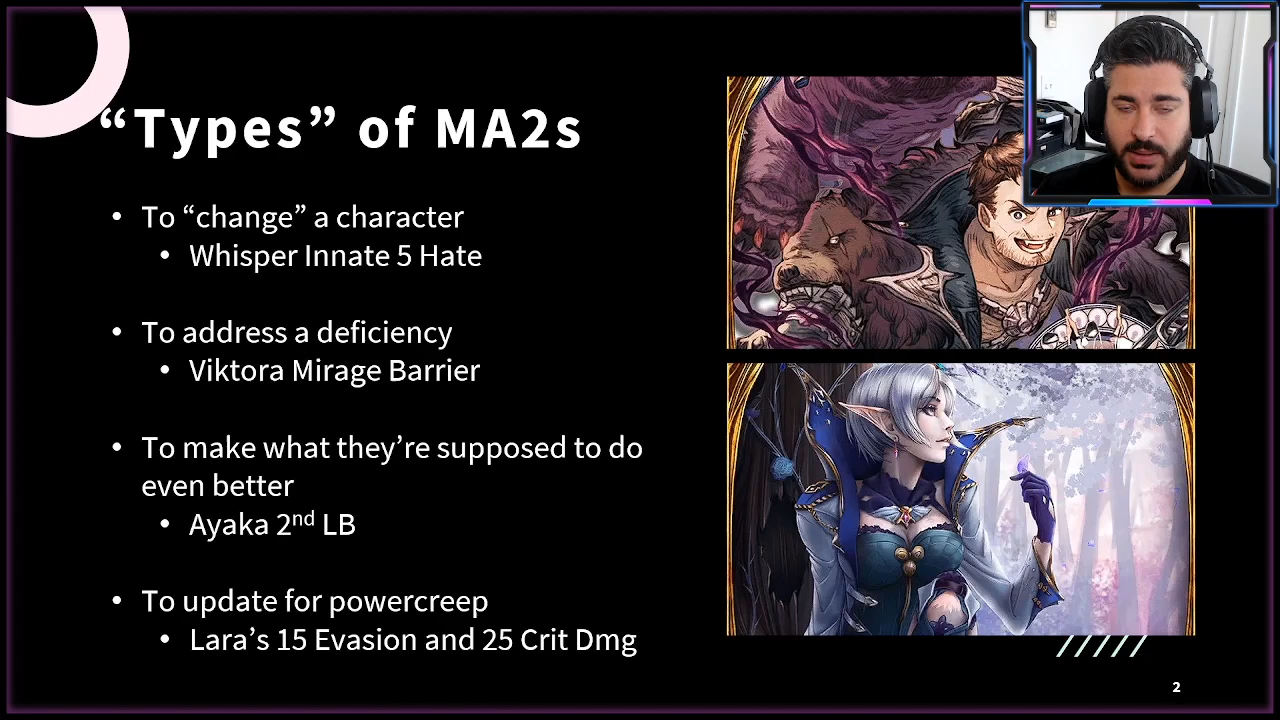 “Types” of MA2s
• To “change” a character
• Whisper Innate 5 Hate
• To address a deficiency
• Viktora Mirage Barrier
• To make what they’re supposed to do
even better
• Ayaka 2nd LB
• To update for powercreep
• Lara’s 15 Evasion and 25 Crit Dmg
2